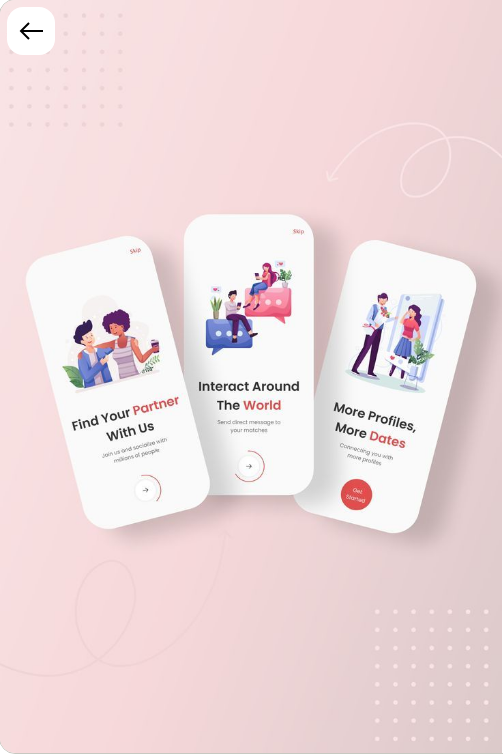 Skip
Find Your Partner
With Us
Join us and socialize with
millions of people
Skip
Interact Around
The World
Send direct message to
your matches
More Profiles,
More Dates
Connecting you with
more profiles
Get
Started